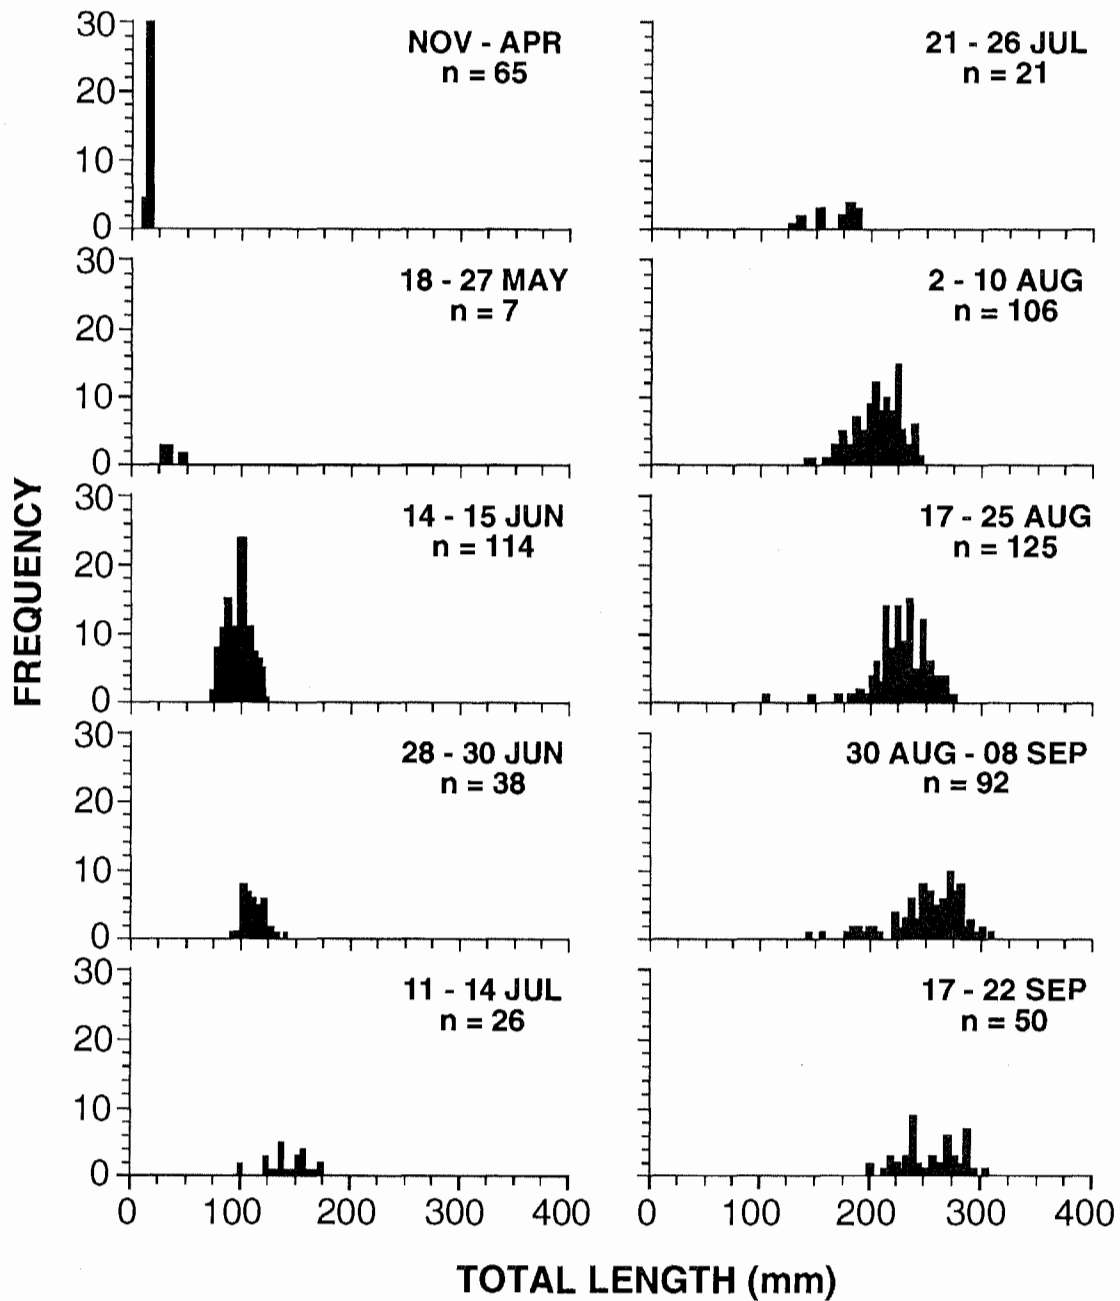 FREQUENCY
30
20
10
0
NOV - APR
n = 65
21 - 26 JUL
n = 21
30
20
10
0
18 - 27 MAY
n = 7
2 - 10 AUG
n = 106
30
20
10
0
14 - 15 JUN
n = 114
17 - 25 AUG
n = 125
30
20
10
0
28 - 30 JUN
n = 38
30 AUG - 08 SEP
n = 92
30
20
10
0
11 - 14 JUL
n = 26
17 - 22 SEP
n = 50
0 100 200 300 400
0 100 200 300 400
TOTAL LENGTH (mm)